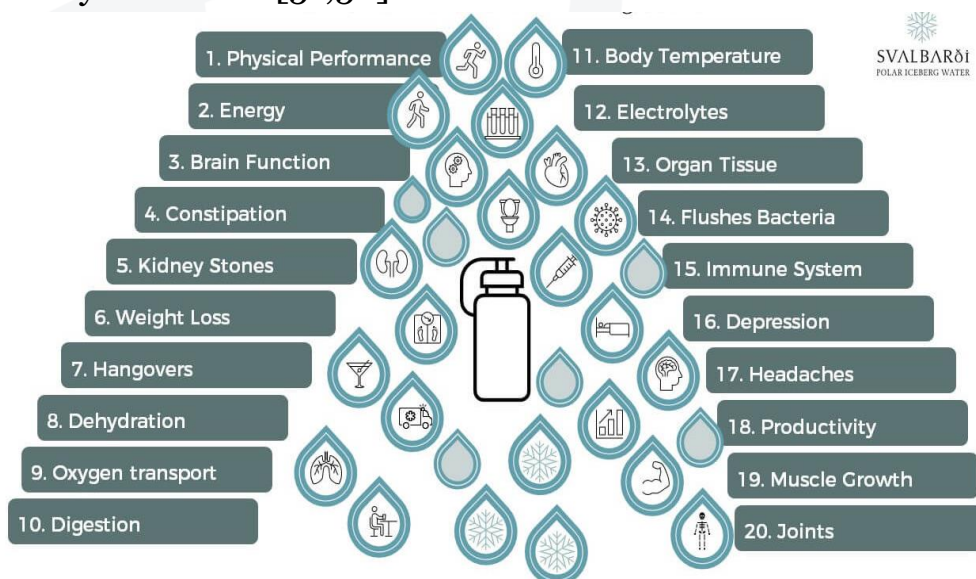 1. Physical Performance
2. Energy
3. Brain Function
4. Constipation
5. Kidney Stones
6. Weight Loss
7. Hangovers
8. Dehydration
9. Oxygen transport
10. Digestion
11. Body Temperature
12. Electrolytes
13. Organ Tissue
14. Flushes Bacteria
15. Immune System
16. Depression
17. Headaches
18. Productivity
19. Muscle Growth
20. Joints
SVALBARðI
POLAR ICEBERG WATER